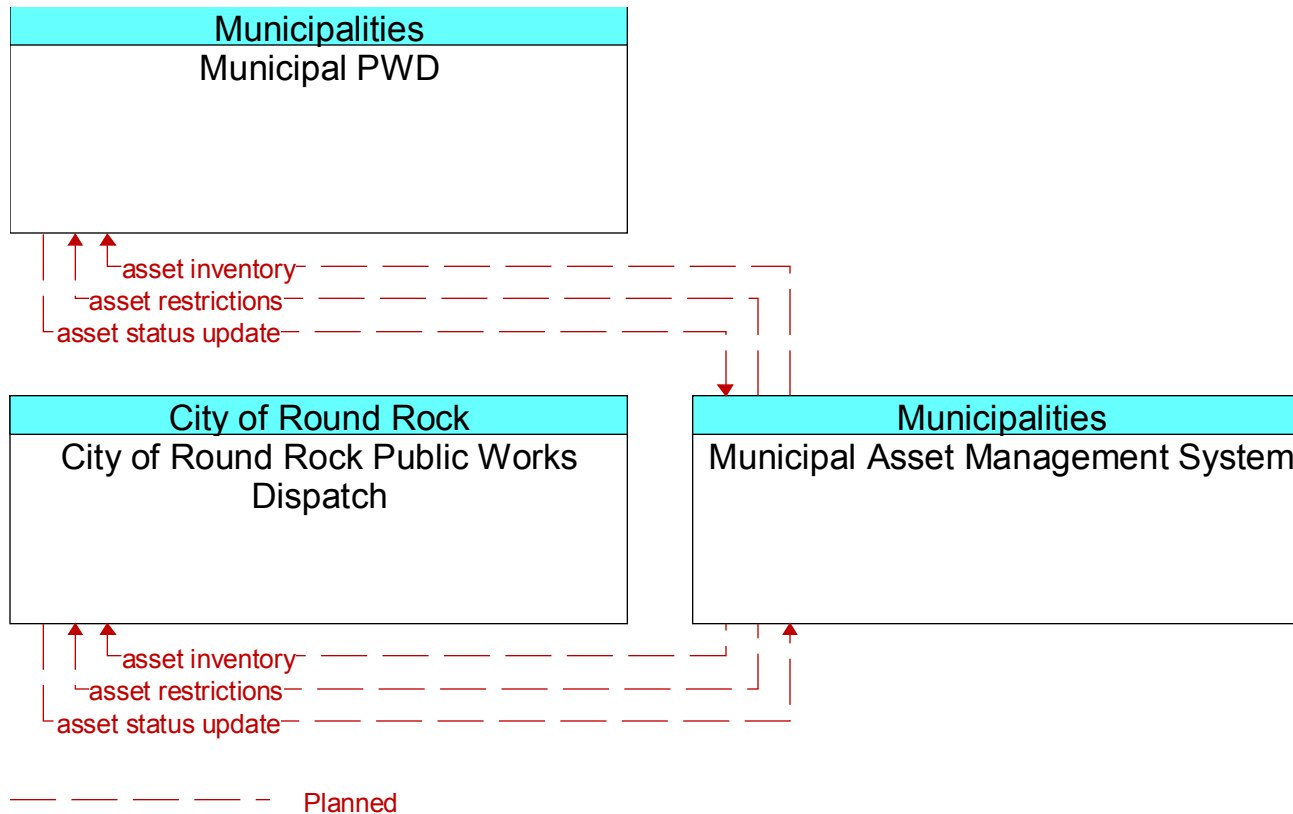 Municipalities
Municipal PWD
asset inventory
asset restrictions
asset status update
City of Round Rock
City of Round Rock Public Works
Dispatch
Municipalities
Municipal Asset Management System
asset inventory
asset restrictions
asset status update
Planned